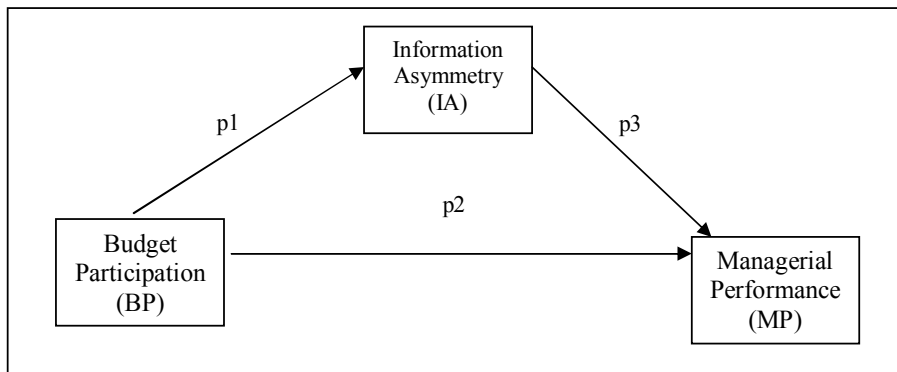 Information
Asymmetry
(IA)
p1
p3
p2
Budget
Participation
(BP)
Managerial
Performance
(MP)